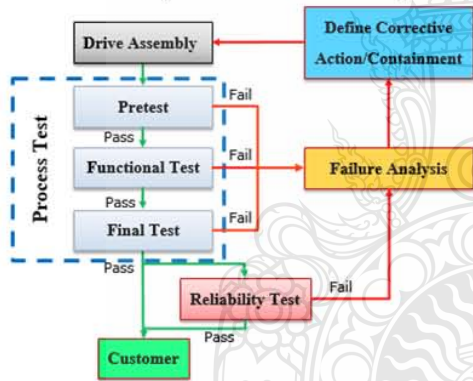 Drive Assembly
Define Corrective
Action/Containment
Process Test
Pretest
Fail
Pass
Functional Test
Fail
Failure Analysis
Pass
Final Test
Fail
Pass
Reliability Test
Fail
Pass
Customer